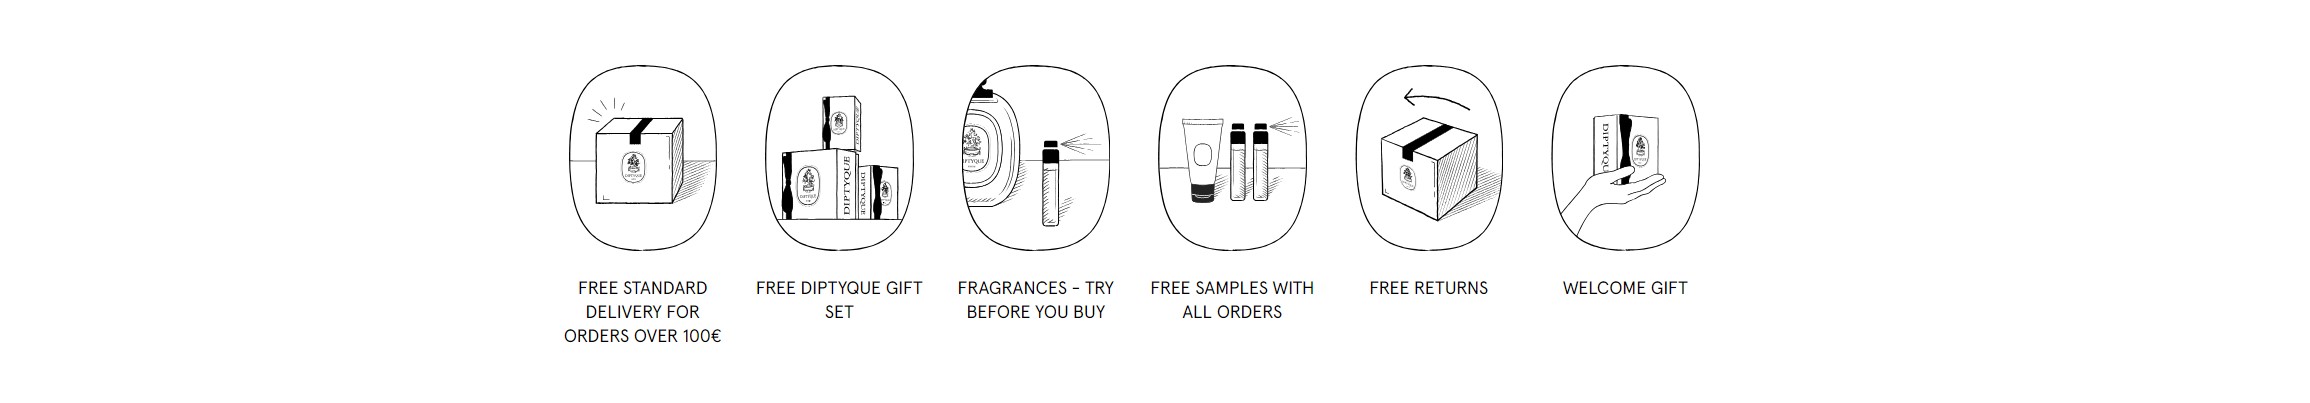 FREE STANDARD
DELIVERY FOR
ORDERS OVER 100€
FREE DIPTYQUE GIFT
SET
FRAGRANCES - TRY
BEFORE YOU BUY
FREE SAMPLES WITH
ALL ORDERS
FREE RETURNS
WELCOME GIFT
DIPTYQUE
DIPTYQUE
DIPTYQUE